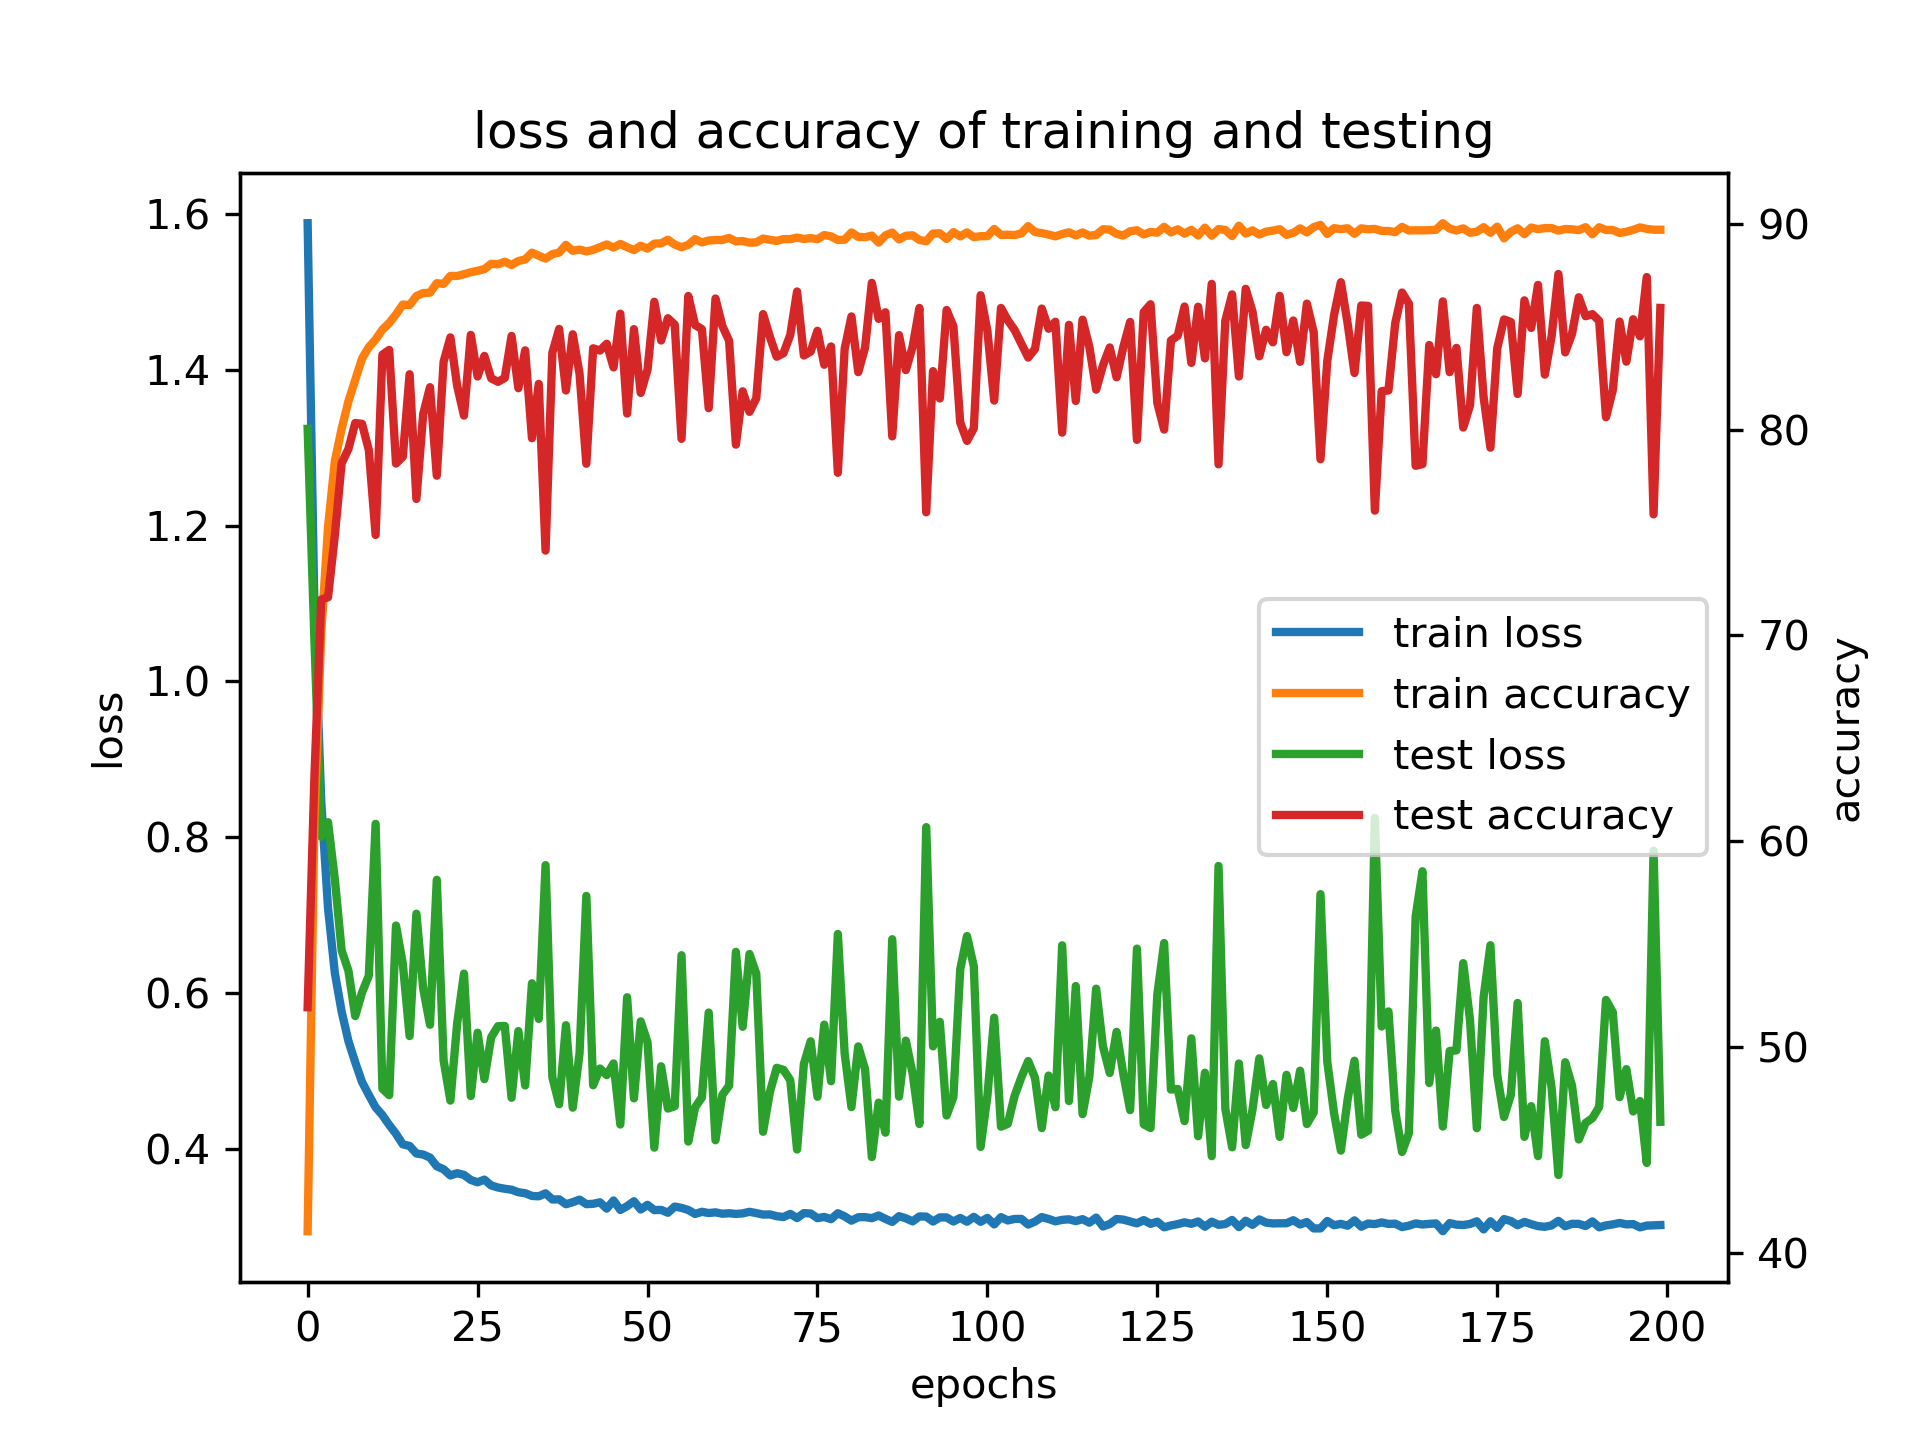 loss and accuracy of training and testing
1.6
1.4
1.2
1.0
0.8
0.6
0.4
loss
90
80
70
60
50
40
accuracy
train loss
train accuracy
test loss
test accuracy
0 25 50 75 100 125 150 175 200
epochs